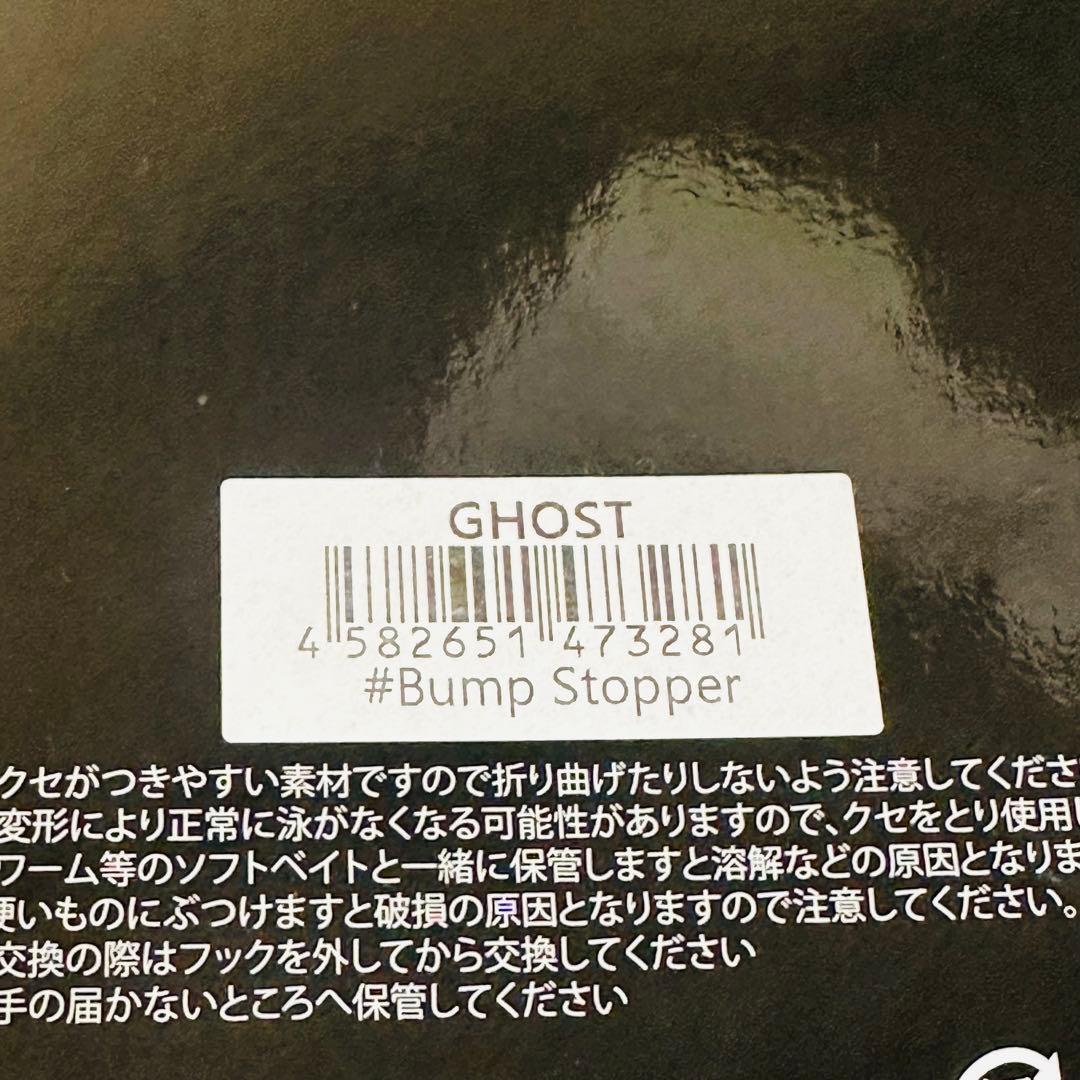 GHOST
4 582651 473281
#Bump Stopper
クセがつきやすい素材ですので折り曲げたりしないよう注意してくださ
変形により正常に泳がなくなる可能性がありますので、クセをとり使用
ワーム等のソフトベイトと一緒に保管しますと溶解などの原因となりま
硬いものにぶつけますと破損の原因となりますので注意してください。
交換の際はフックを外してから交換してください
手の届かないところへ保管してください